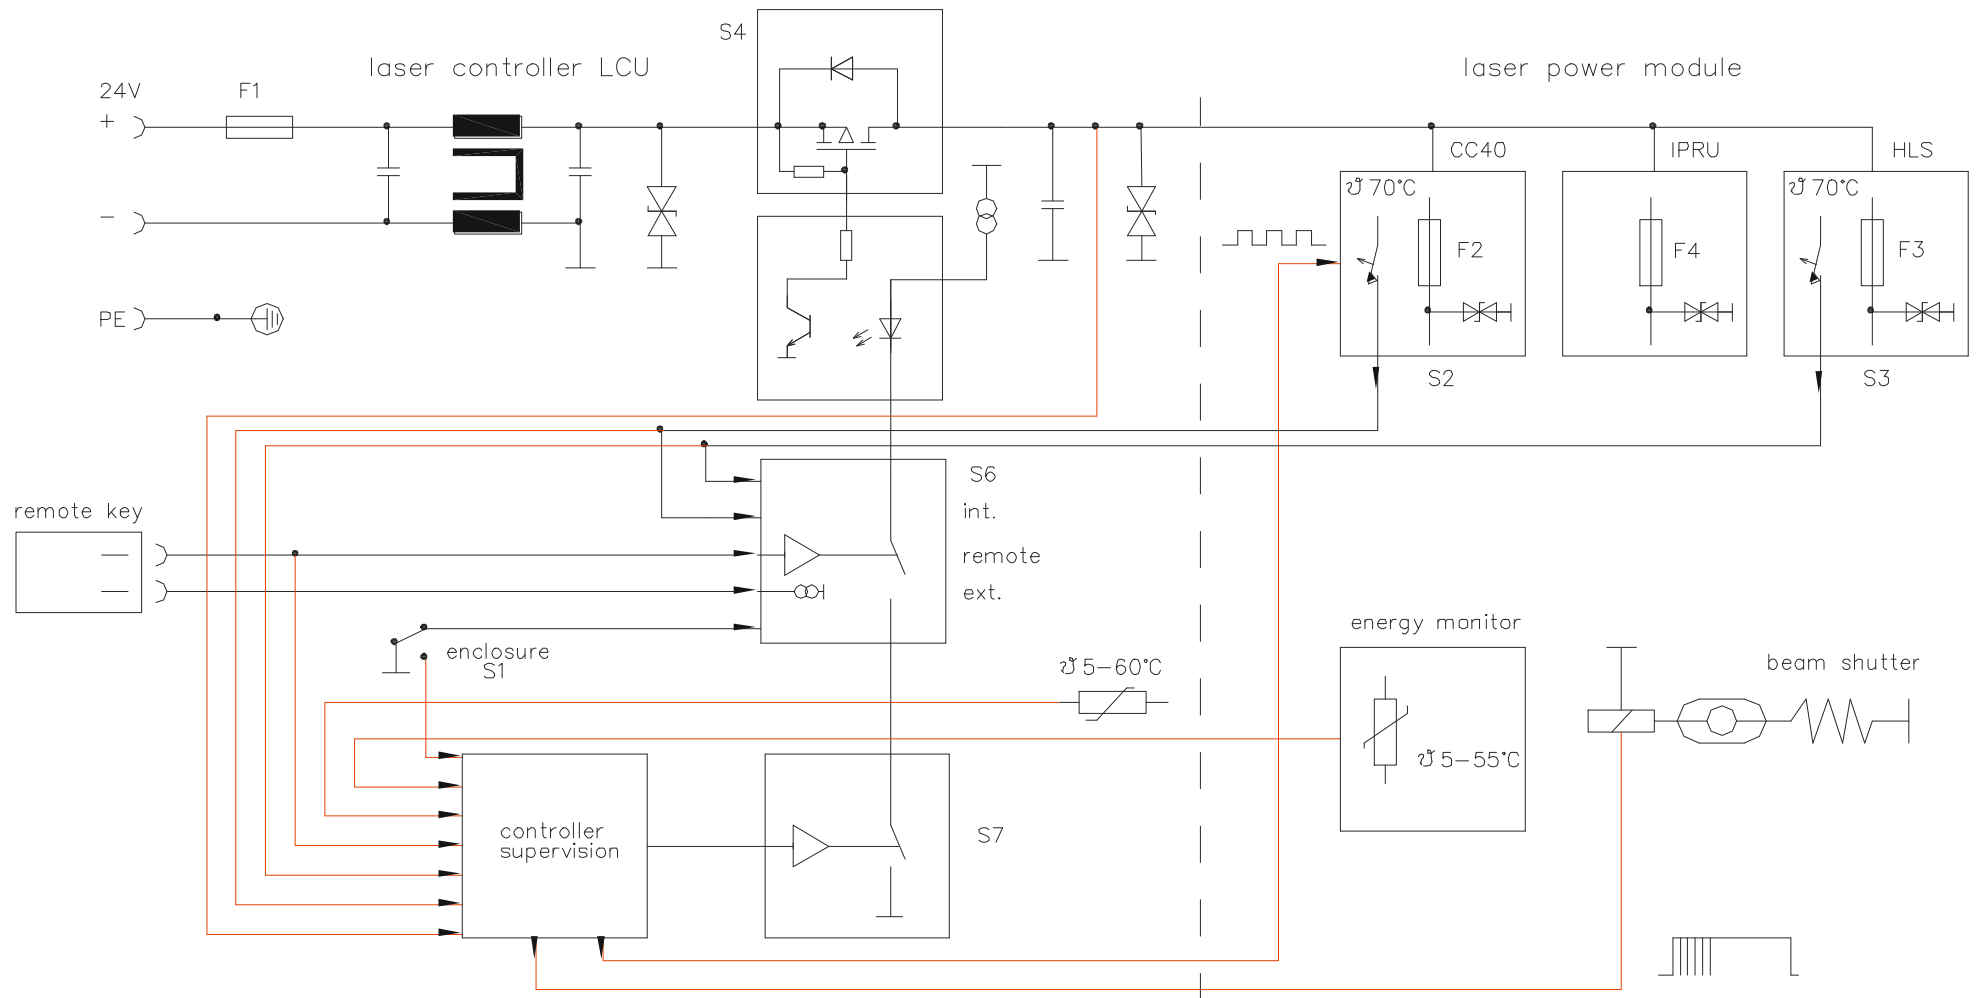 S4
laser controller LCU
laser power module
24V
F1
+
CC40
IPRU
HLS
ϑ 70°C
ϑ 70°C
–
F2
F4
F3
PE
S2
S3
S6
remote key
int.
remote
ext.
enclosure
S1
energy monitor
ϑ 5–60°C
beam shutter
ϑ 5–55°C
controller
supervision
S7